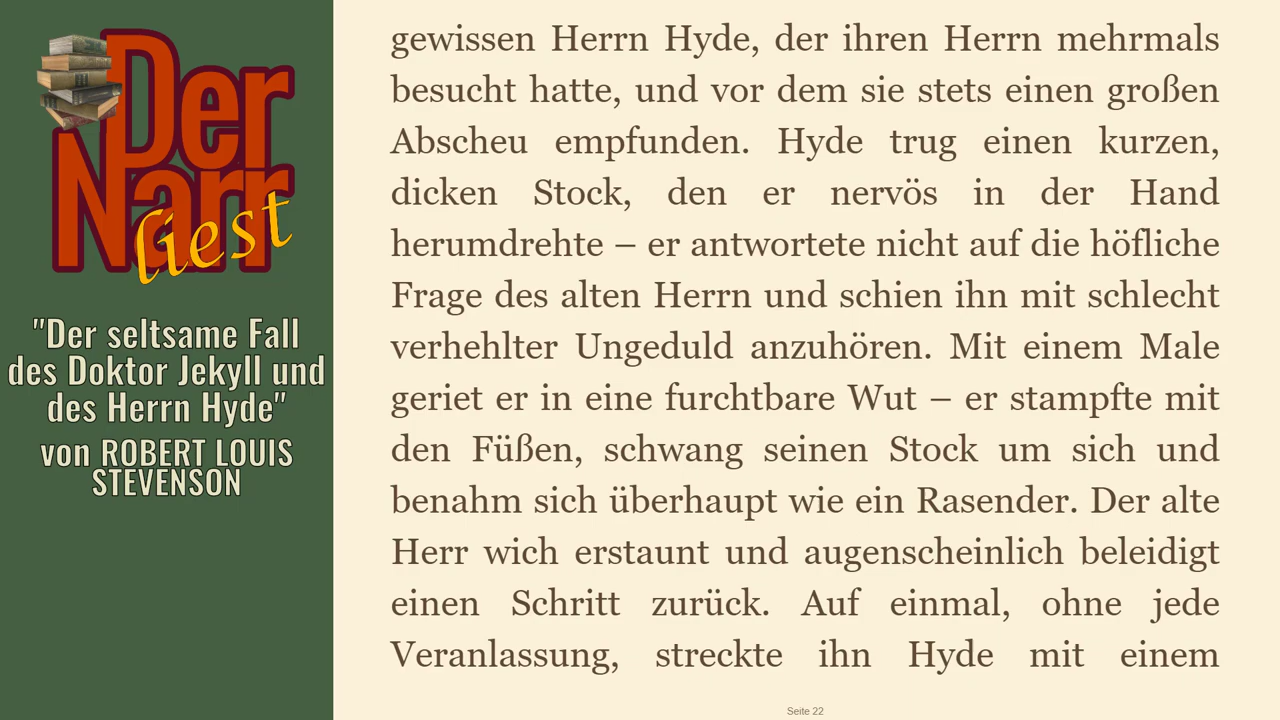 Der
Narr
liest
"Der seltsame Fall
des Doktor Jekyll und
des Herrn Hyde"
von ROBERT LOUIS
STEVENSON
gewissen Herrn Hyde, der ihren Herrn mehrmals
besucht hatte, und vor dem sie stets einen großen
Abscheu empfunden. Hyde trug einen kurzen,
dicken Stock, den er nervös in der Hand
herumdrehte – er antwortete nicht auf die höfliche
Frage des alten Herrn und schien ihn mit schlecht
verhehlter Ungeduld anzuhören. Mit einem Male
geriet er in eine furchtbare Wut – er stampfte mit
den Füßen, schwang seinen Stock um sich und
benahm sich überhaupt wie ein Rasender. Der alte
Herr wich erstaunt und augenscheinlich beleidigt
einen Schritt zurück. Auf einmal, ohne jede
Veranlassung, streckte ihn Hyde mit einem
Seite 22